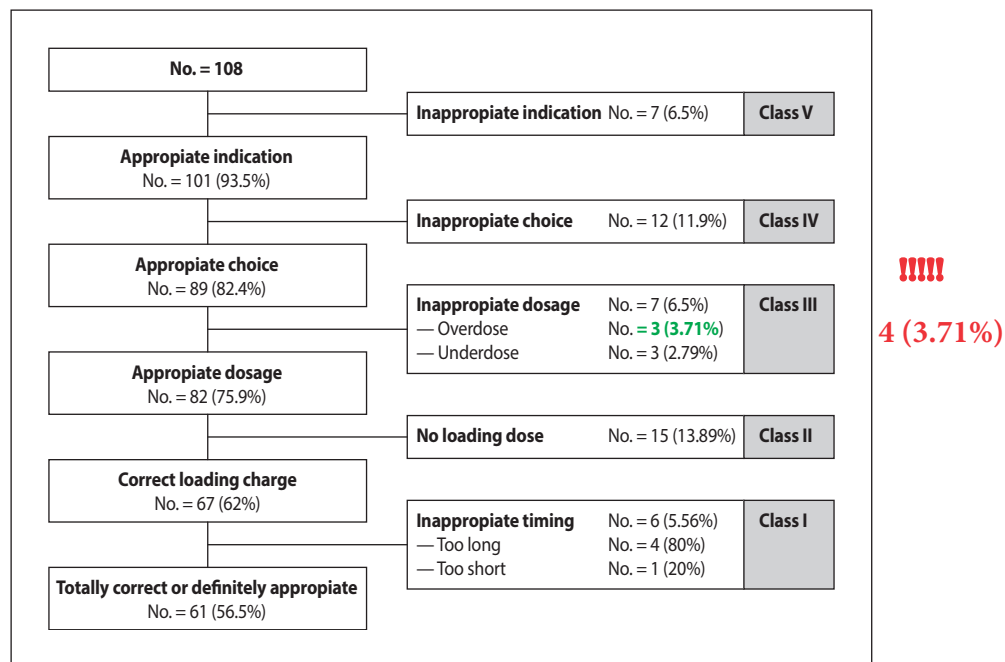 No. = 108
Inappropiate indication No. = 7 (6.5%) Class V
Appropiate indication
No. = 101 (93.5%)
Inappropiate choice No. = 12 (11.9%) Class IV
Appropiate choice
No. = 89 (82.4%)
!!!!!
Inappropiate dosage No. = 7 (6.5%) Class III
— Overdose No. = 3 (3.71%)
— Underdose No. = 3 (2.79%)
4 (3.71%)
Appropiate dosage
No. = 82 (75.9%)
No loading dose No. = 15 (13.89%) Class II
Correct loading charge
No. = 67 (62%)
Inappropiate timing No. = 6 (5.56%) Class I
— Too long No. = 4 (80%)
— Too short No. = 1 (20%)
Totally correct or definitely appropiate
No. = 61 (56.5%)